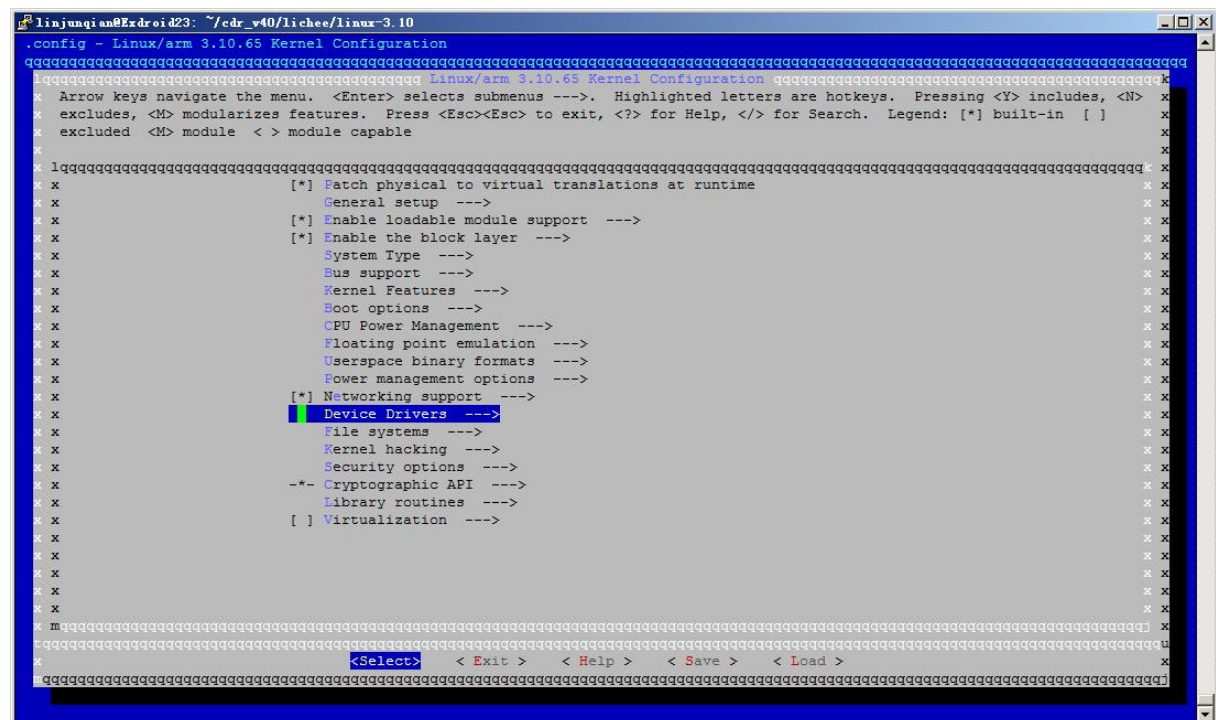 linjunqian@Exdroid23: ~/cdr_v40/lichee/linux-3.10
.config - Linux/arm 3.10.65 Kernel Configuration
Linux/arm 3.10.65 Kernel Configuration
Arrow keys navigate the menu. <Enter> selects submenus --->. Highlighted letters are hotkeys. Pressing <Y> includes, <N>
excludes, <M> modularizes features. Press <Esc><Esc> to exit, <?> for Help, </> for Search. Legend: [*] built-in [ ]
excluded <M> module < > module capable
[*] Patch physical to virtual translations at runtime
General setup --->
[*] Enable loadable module support --->
[*] Enable the block layer --->
System Type --->
Bus support --->
Kernel Features --->
Boot options --->
CPU Power Management --->
Floating point emulation --->
Userspace binary formats --->
Power management options --->
[*] Networking support --->
Device Drivers --->
File systems --->
Kernel hacking --->
Security options --->
-*- Cryptographic API --->
Library routines --->
[ ] Virtualization --->
<Select> < Exit > < Help > < Save > < Load >